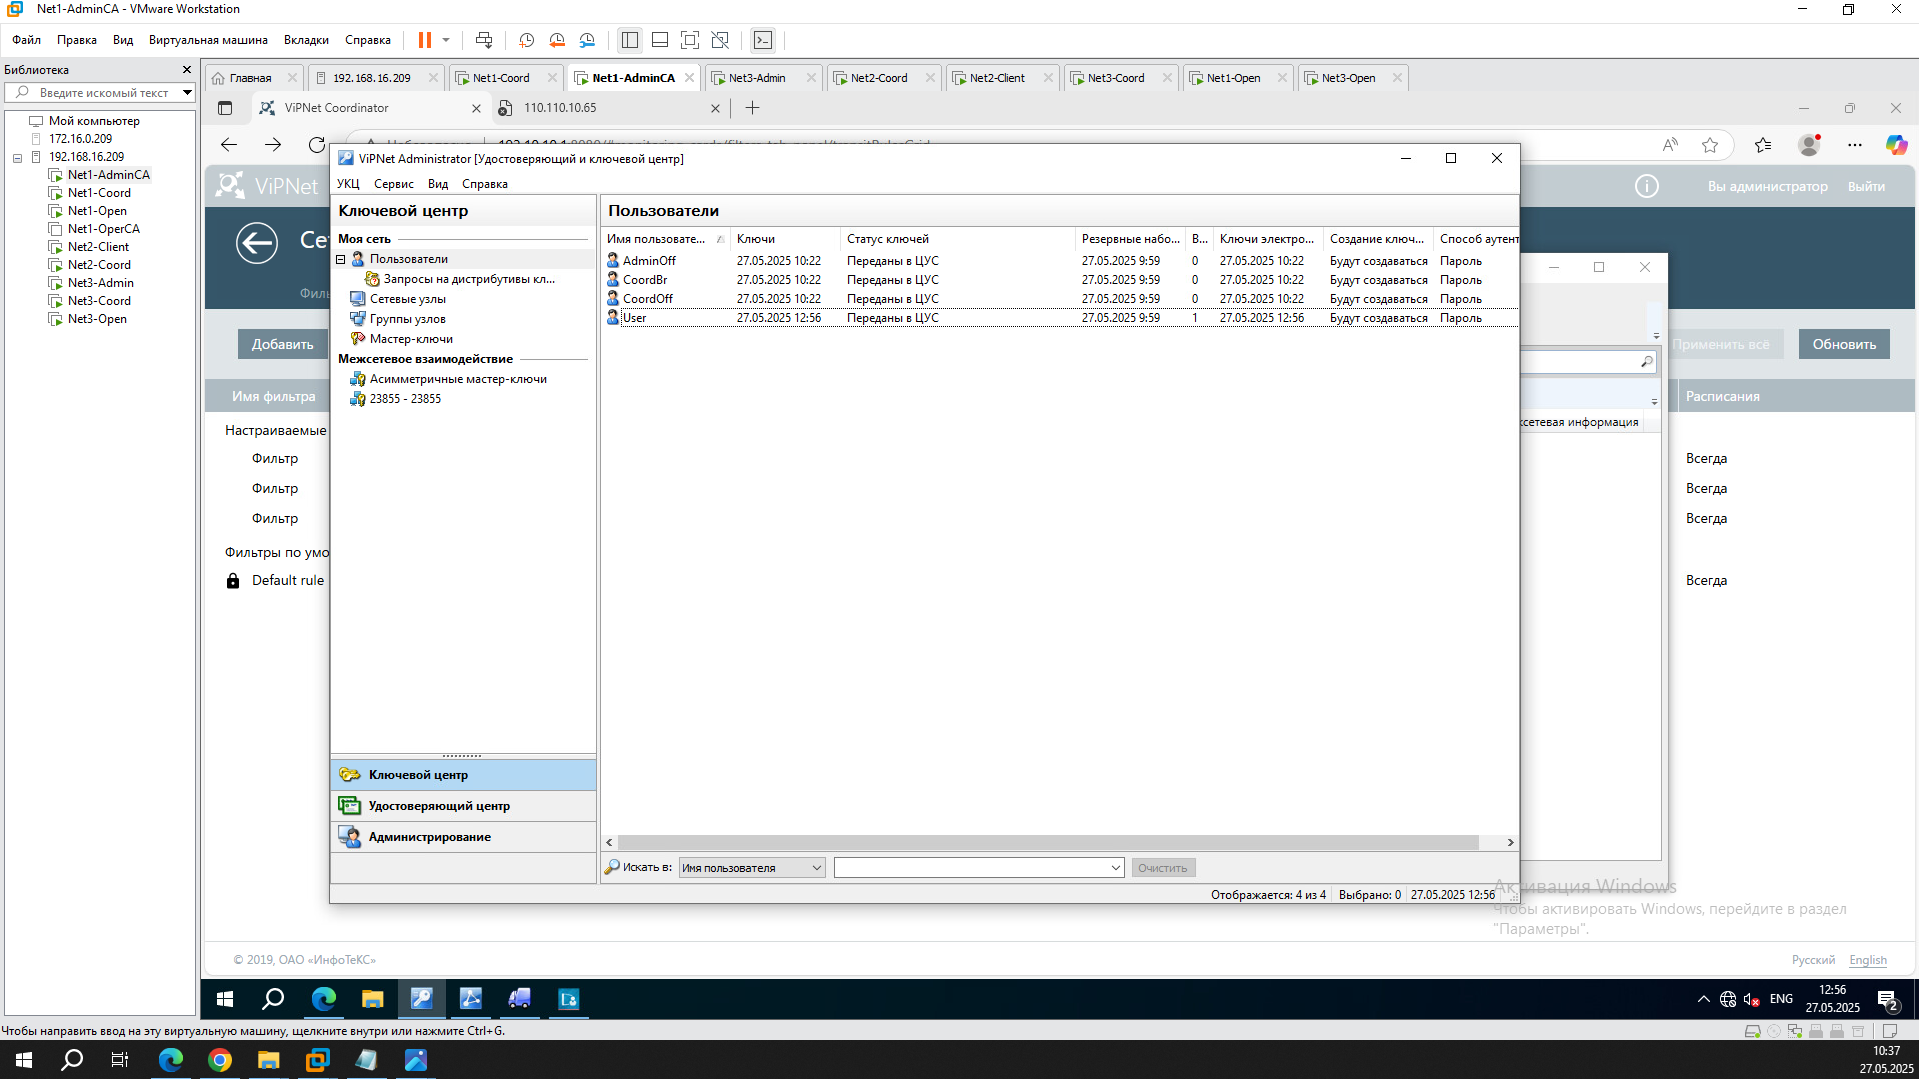 Net1-AdminCA - VMware Workstation
Файл Правка Вид Виртуальная машина Вкладки Справка
Библиотека
Введите искомый текст
Мой компьютер
172.16.0.209
192.168.16.209
Net1-AdminCA
Net1-Coord
Net1-Open
Net1-OperCA
Net2-Client
Net2-Coord
Net3-Admin
Net3-Coord
Net3-Open
Главная 192.168.16.209 Net1-Coord Net1-AdminCA Net3-Admin Net2-Coord Net2-Client Net3-Coord Net1-Open Net3-Open
ViPNet Coordinator 110.110.10.65
ViPNet
Вы администратор Выйти
Добавить
Применить всё Обновить
Имя фильтра Расписания
Настраиваемые
Фильтр Всегда
Фильтр Всегда
Фильтр Всегда
Фильтры по умо
Default rule Всегда
ксетевая информация
ViPNet Administrator [Удостоверяющий и ключевой центр]
УКЦ Сервис Вид Справка
Ключевой центр
Моя сеть
Пользователи
Запросы на дистрибутивы кл...
Сетевые узлы
Группы узлов
Мастер-ключи
Межсетевое взаимодействие
Асимметричные мастер-ключи
23855 - 23855
Ключевой центр
Удостоверяющий центр
Администрирование
Пользователи
Имя пользовате... Ключи Статус ключей Резервные набо... В... Ключи электро... Создание ключ... Способ аутент
AdminOff 27.05.2025 10:22 Переданы в ЦУС 27.05.2025 9:59 0 27.05.2025 10:22 Будут создаваться Пароль
CoordBr 27.05.2025 10:22 Переданы в ЦУС 27.05.2025 9:59 0 27.05.2025 10:22 Будут создаваться Пароль
CoordOff 27.05.2025 10:22 Переданы в ЦУС 27.05.2025 9:59 0 27.05.2025 10:22 Будут создаваться Пароль
User 27.05.2025 12:56 Переданы в ЦУС 27.05.2025 9:59 1 27.05.2025 12:56 Будут создаваться Пароль
Искать в: Имя пользователя Очистить
Отображается: 4 из 4 Выбрано: 0 27.05.2025 12:56
Активация Windows
Чтобы активировать Windows, перейдите в раздел
"Параметры".
© 2019, ОАО «ИнфоТеКС» Русский English
ENG 12:56
27.05.2025
2
Чтобы направить ввод на эту виртуальную машину, щелкните внутри или нажмите Ctrl+G.
10:37
27.05.2025